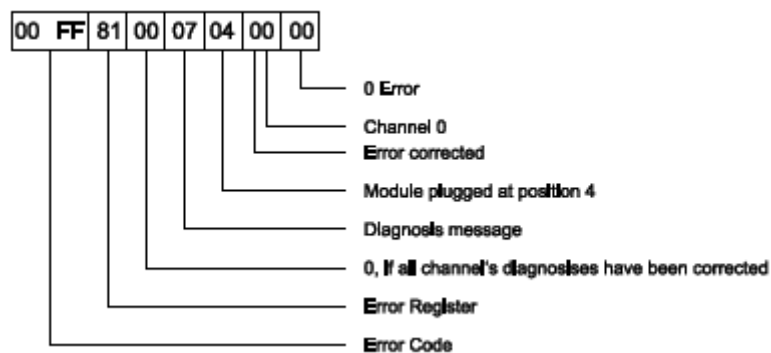 00 FF 81 00 07 04 00 00
0 Error
Channel 0
Error corrected
Module plugged at position 4
Diagnosis message
0, if all channel's diagnosises have been corrected
Error Register
Error Code